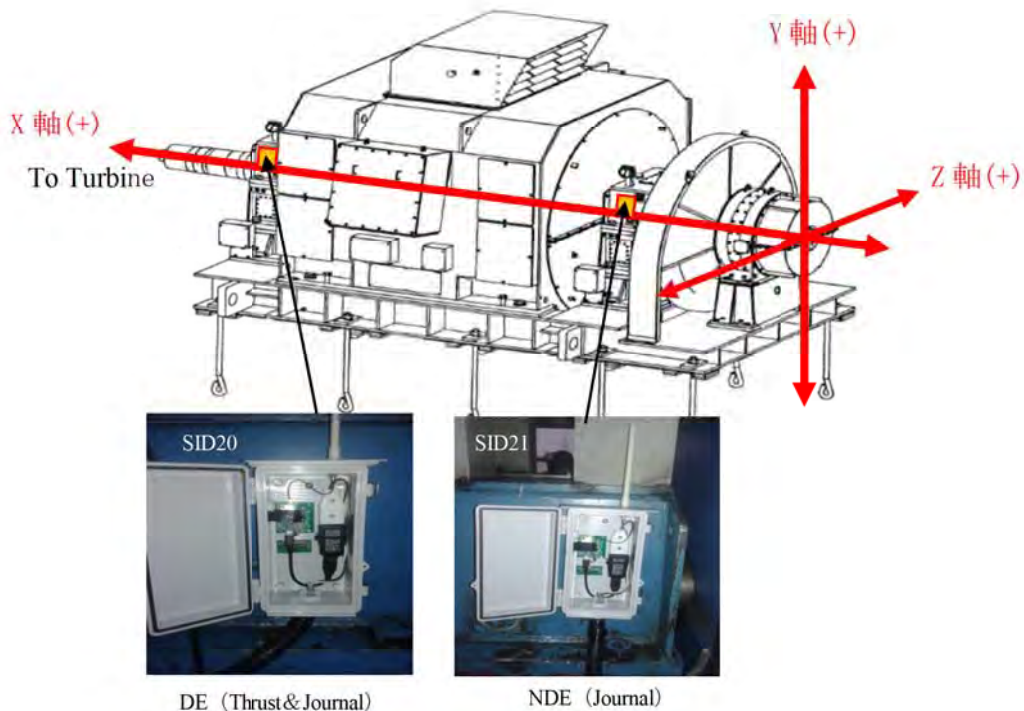 Y 軸(+)
X 軸(+)
To Turbine
Z 軸(+)
SID20
SID21
DE (Thrust&Journal)
NDE (Journal)